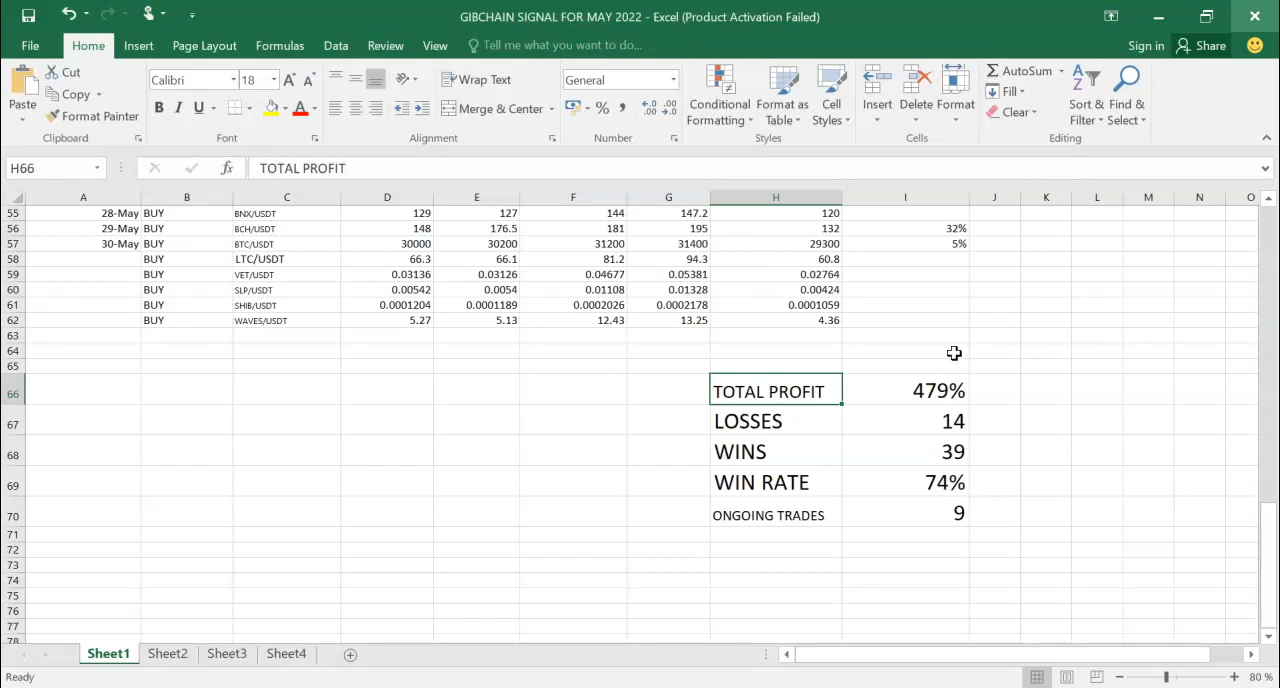 GIBCHAIN SIGNAL FOR MAY 2022 - Excel (Product Activation Failed)
File Home Insert Page Layout Formulas Data Review View Tell me what you want to do... Sign in Share
Cut
Copy
Format Painter
Paste
Clipboard
Calibri 18 A A
B I U A
Font
Wrap Text
Merge & Center
Alignment
General
% , .0 .00 .00 .0
Number
Conditional Formatting
Format as Table
Cell Styles
Styles
Insert Delete Format
Cells
AutoSum
Fill
Clear
Sort & Filter
Find & Select
Editing
H66 fx TOTAL PROFIT
A B C D E F G H I J K L M N O
55 28-May BUY BNX/USDT 129 127 144 147.2 120
56 29-May BUY BCH/USDT 148 176.5 181 195 132 32%
57 30-May BUY BTC/USDT 30000 30200 31200 31400 29300 5%
58 BUY LTC/USDT 66.3 66.1 81.2 94.3 60.8
59 BUY VET/USDT 0.03136 0.03126 0.04677 0.05381 0.02764
60 BUY SLP/USDT 0.00542 0.0054 0.01108 0.01328 0.00424
61 BUY SHIB/USDT 0.0001204 0.0001189 0.0002026 0.0002178 0.0001059
62 BUY WAVES/USDT 5.27 5.13 12.43 13.25 4.36
63
64
65
66 TOTAL PROFIT 479%
67 LOSSES 14
68 WINS 39
69 WIN RATE 74%
70 ONGOING TRADES 9
71
72
73
74
75
76
77
78
Sheet1 Sheet2 Sheet3 Sheet4
Ready 80 %